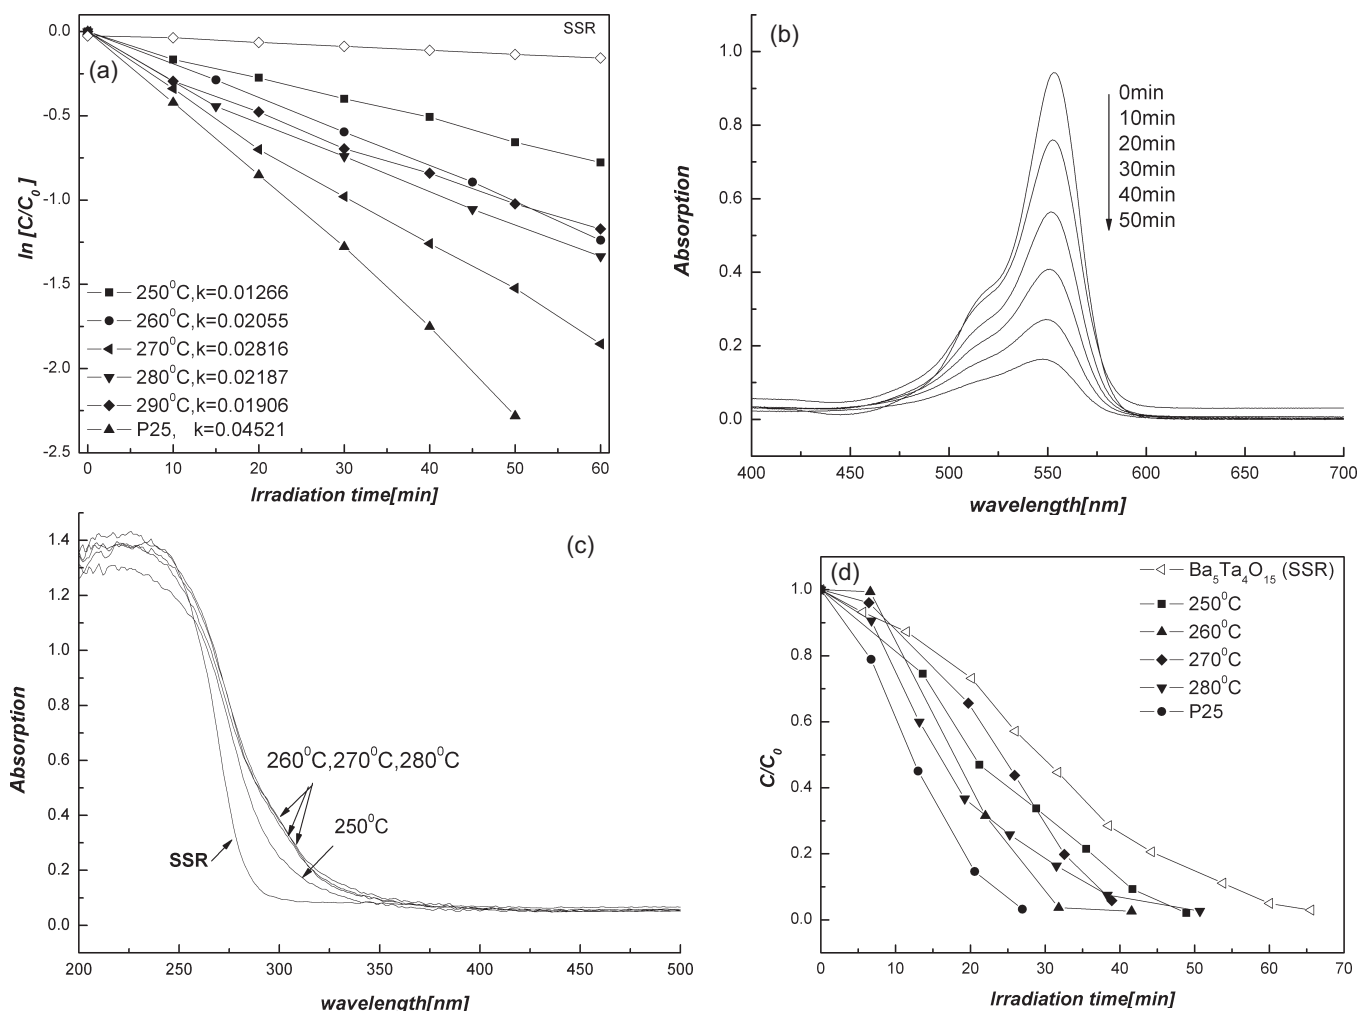 SSR
(a)
0.0
-0.5
-1.0
-1.5
-2.0
-2.5
ln [C/C₀]
250⁰C,k=0.01266
260⁰C,k=0.02055
270⁰C,k=0.02816
280⁰C,k=0.02187
290⁰C,k=0.01906
P25, k=0.04521
0 10 20 30 40 50 60
Irradiation time[min]
(b)
1.0
0.8
0.6
0.4
0.2
0.0
Absorption
0min
10min
20min
30min
40min
50min
400 450 500 550 600 650 700
wavelength[nm]
(c)
1.4
1.2
1.0
0.8
0.6
0.4
0.2
0.0
Absorption
260⁰C,270⁰C,280⁰C
250⁰C
SSR
200 250 300 350 400 450 500
wavelength[nm]
(d)
1.0
0.8
0.6
0.4
0.2
0.0
C/C₀
Ba₅Ta₄O₁₅ (SSR)
250⁰C
260⁰C
270⁰C
280⁰C
P25
0 10 20 30 40 50 60 70
Irradiation time[min]